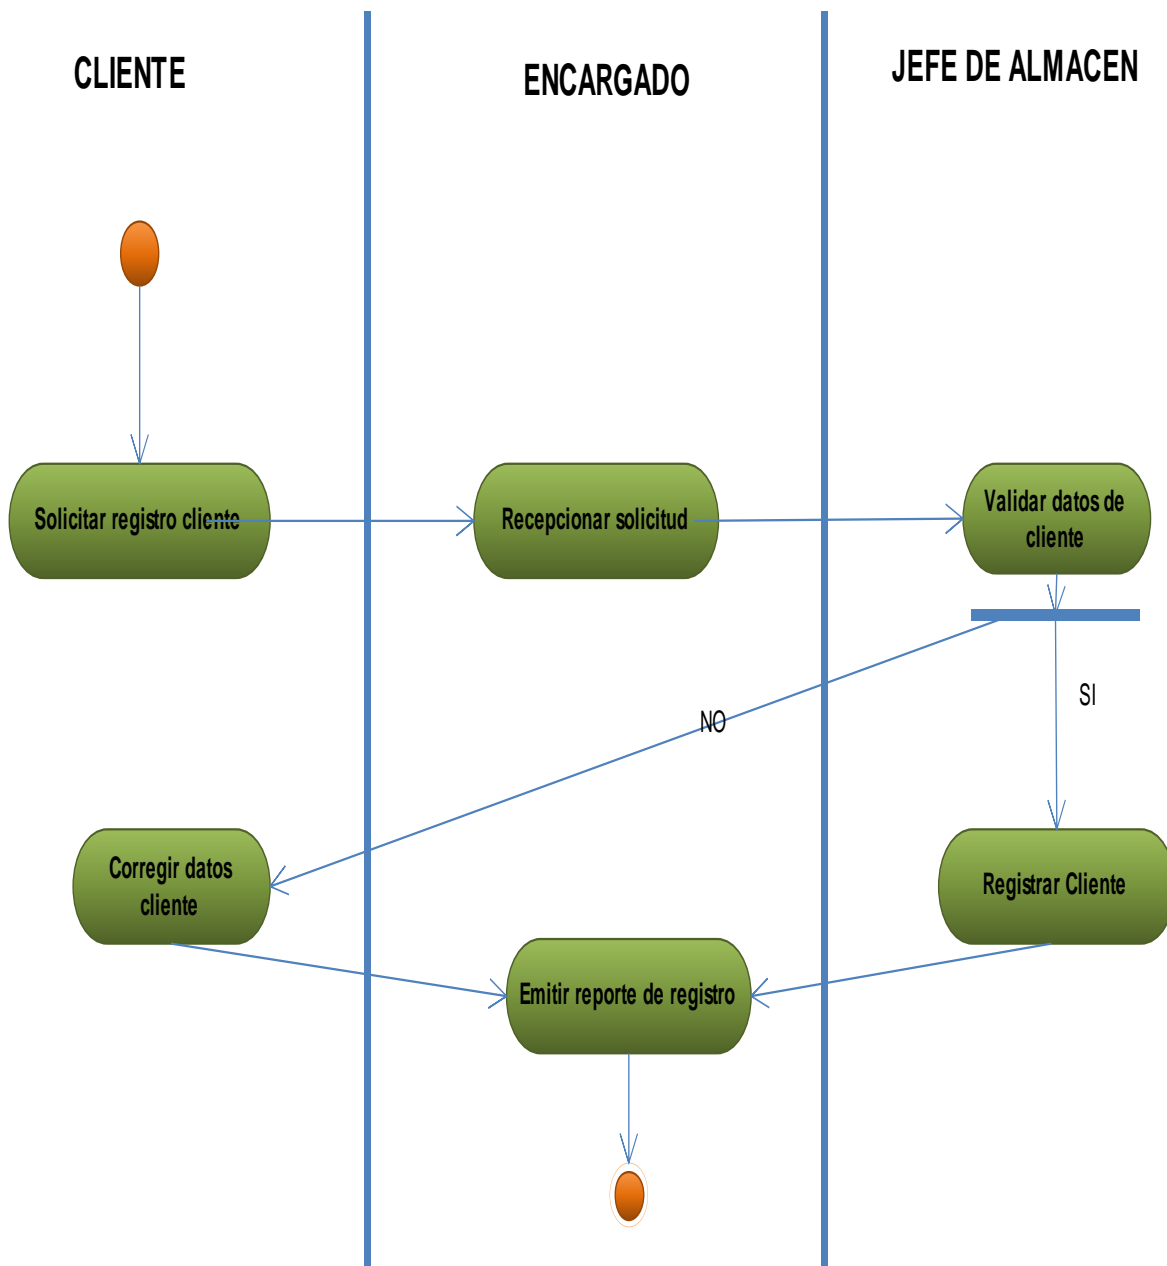 CLIENTE
ENCARGADO
JEFE DE ALMACEN
Solicitar registro cliente
Recepcionar solicitud
Validar datos de
cliente
SI
NO
Corregir datos
cliente
Registrar Cliente
Emitir reporte de registro